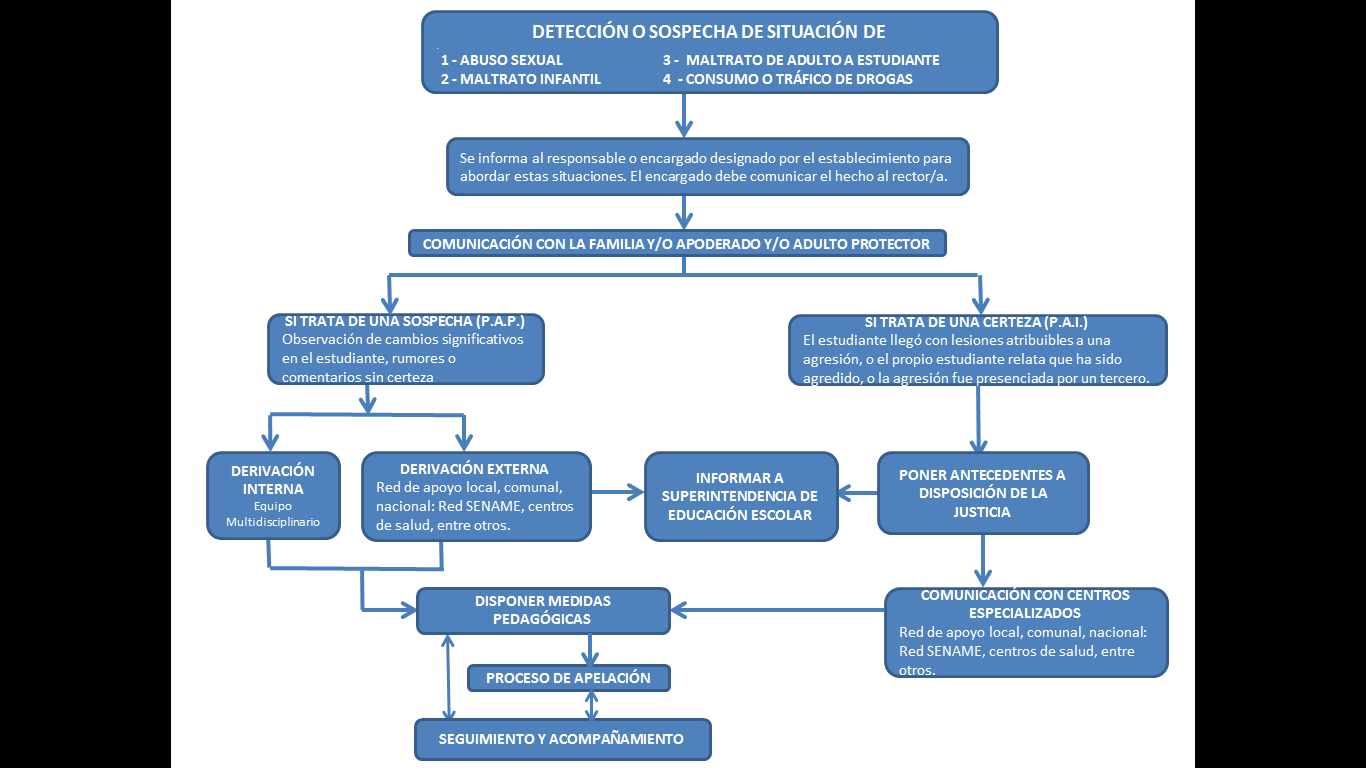 DETECCIÓN O SOSPECHA DE SITUACIÓN DE
1 - ABUSO SEXUAL
2 - MALTRATO INFANTIL
3 - MALTRATO DE ADULTO A ESTUDIANTE
4 - CONSUMO O TRÁFICO DE DROGAS
Se informa al responsable o encargado designado por el establecimiento para
abordar estas situaciones. El encargado debe comunicar el hecho al rector/a.
COMUNICACIÓN CON LA FAMILIA Y/O APODERADO Y/O ADULTO PROTECTOR
SI TRATA DE UNA SOSPECHA (P.A.P.)
Observación de cambios significativos
en el estudiante, rumores o
comentarios sin certeza
SI TRATA DE UNA CERTEZA (P.A.I.)
El estudiante llegó con lesiones atribuibles a una
agresión, o el propio estudiante relata que ha sido
agredido, o la agresión fue presenciada por un tercero.
DERIVACIÓN
INTERNA
Equipo
Multidisciplinario
DERIVACIÓN EXTERNA
Red de apoyo local, comunal,
nacional: Red SENAME, centros
de salud, entre otros.
INFORMAR A
SUPERINTENDENCIA DE
EDUCACIÓN ESCOLAR
PONER ANTECEDENTES A
DISPOSICIÓN DE LA
JUSTICIA
DISPONER MEDIDAS
PEDAGÓGICAS
COMUNICACIÓN CON CENTROS
ESPECIALIZADOS
Red de apoyo local, comunal, nacional:
Red SENAME, centros de salud, entre
otros.
PROCESO DE APELACIÓN
SEGUIMIENTO Y ACOMPAÑAMIENTO